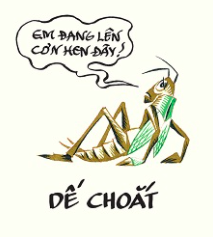 EM ĐANG LÊN
CƠN HEN ĐÂY!
DẾ CHOẮT